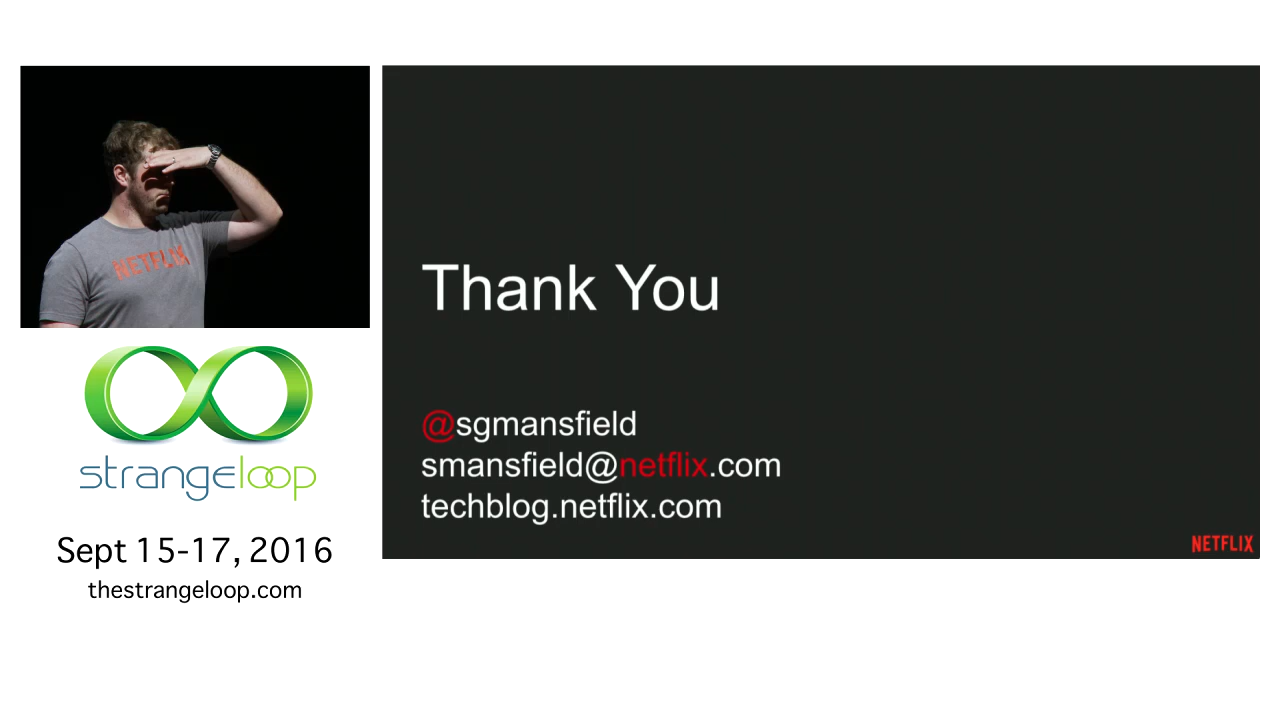 NETFLIX
strangeloop
Sept 15-17, 2016
thestrangeloop.com
Thank You
@sgmansfield
smansfield@netflix.com
techblog.netflix.com
NETFLIX